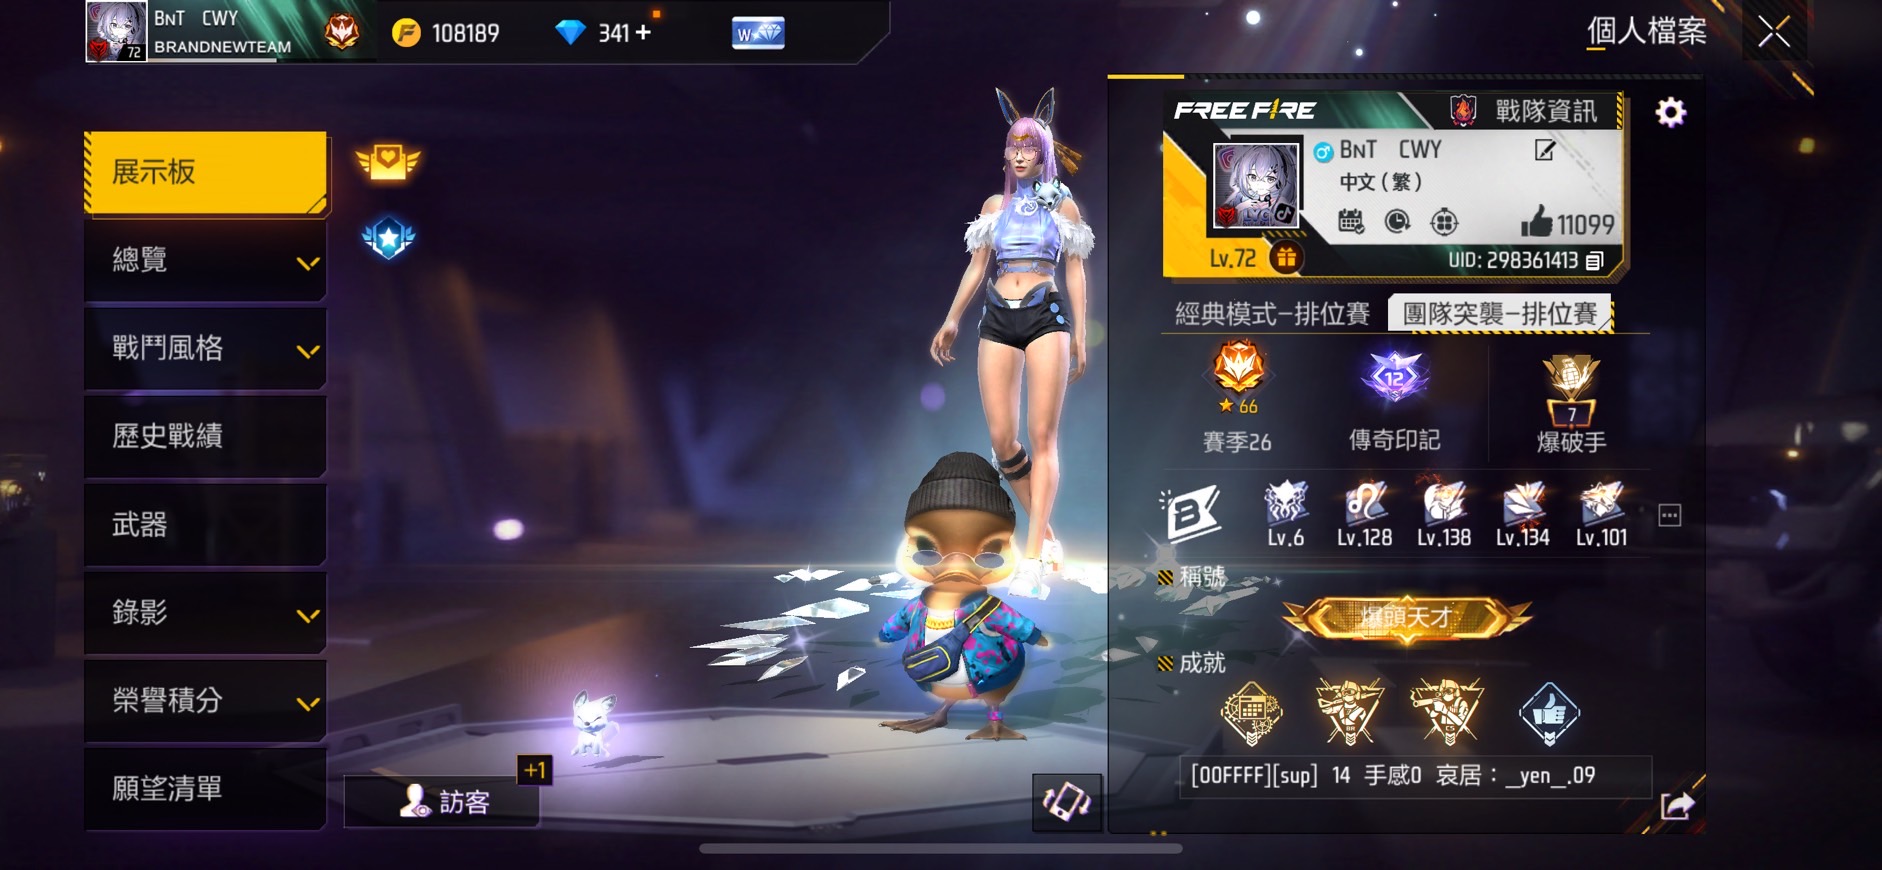 BNT CWY
BRANDNEWTEAM
72
108189
341 +
W
個人檔案
展示板
總覽
戰鬥風格
歷史戰績
武器
錄影
榮譽積分
願望清單
+1
訪客
FREE FIRE
戰隊資訊
BNT CWY
中文(繁)
11099
Lv.72
UID: 298361413
經典模式-排位賽
團隊突襲-排位賽
66
12
7
賽季26
傳奇印記
爆破手
B
Lv.6
Lv.128
Lv.138
Lv.134
Lv.101
稱號
爆頭天才
成就
BR
CS
[00FFFF][sup] 14 手感0 哀居：_yen_.09